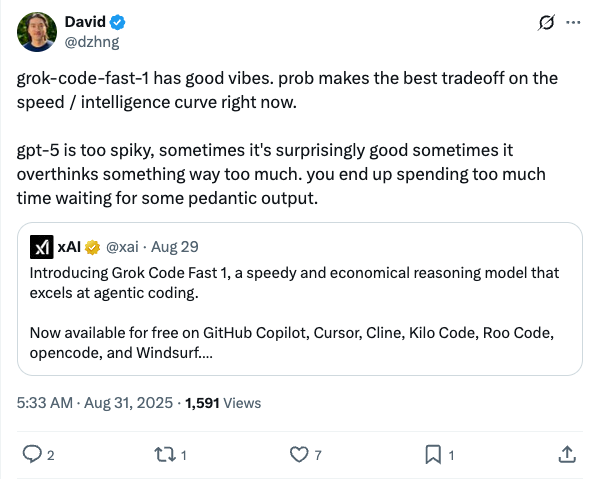 David
@dzhng
grok-code-fast-1 has good vibes. prob makes the best tradeoff on the
speed / intelligence curve right now.
gpt-5 is too spiky, sometimes it's surprisingly good sometimes it
overthinks something way too much. you end up spending too much
time waiting for some pedantic output.
xAI @xai · Aug 29
Introducing Grok Code Fast 1, a speedy and economical reasoning model that
excels at agentic coding.
Now available for free on GitHub Copilot, Cursor, Cline, Kilo Code, Roo Code,
opencode, and Windsurf....
5:33 AM · Aug 31, 2025 · 1,591 Views
2 1 7 1